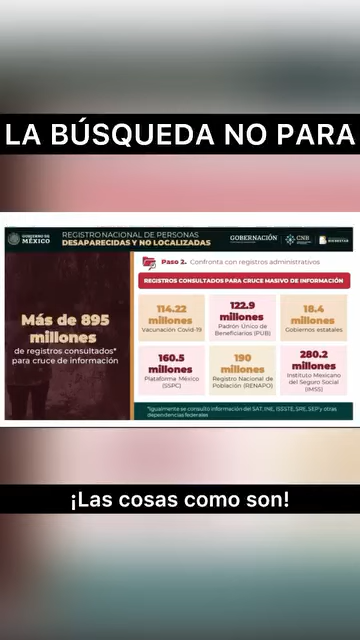 LA BÚSQUEDA NO PARA
GOBIERNO DE
MÉXICO
REGISTRO NACIONAL DE PERSONAS
DESAPARECIDAS Y NO LOCALIZADAS
GOBERNACIÓN
CNB
BIENESTAR
Paso 2. Confronta con registros administrativos
REGISTROS CONSULTADOS PARA CRUCE MASIVO DE INFORMACIÓN
Más de 895
millones
de registros consultados*
para cruce de información
114.22
millones
Vacunación Covid-19
122.9
millones
Padrón Único de
Beneficiarios (PUB)
18.4
millones
Gobiernos estatales
160.5
millones
Plataforma México
(SSPC)
190
millones
Registro Nacional de
Población (RENAPO)
280.2
millones
Instituto Mexicano
del Seguro Social
(IMSS)
*Igualmente se consultó información del SAT, INE, ISSSTE, SRE, SEP y otras
dependencias federales
¡Las cosas como son!